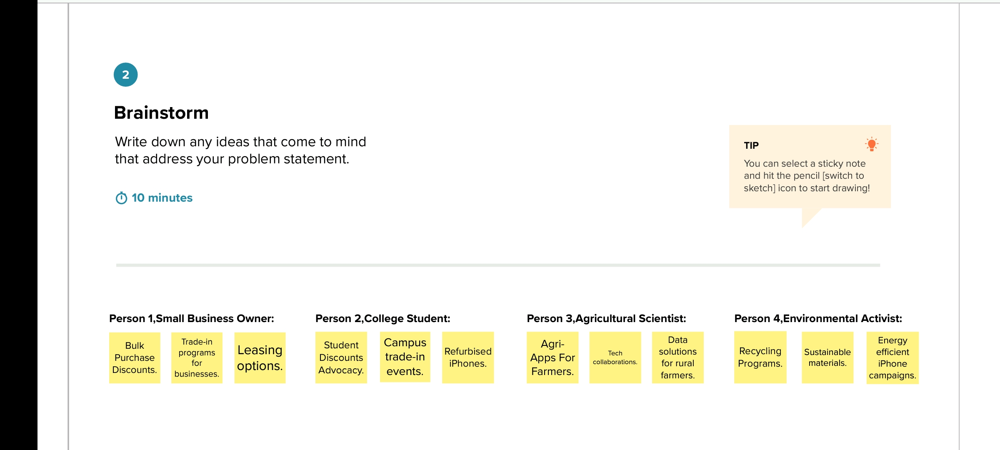 2
Brainstorm
Write down any ideas that come to mind
that address your problem statement.
10 minutes
TIP
You can select a sticky note
and hit the pencil [switch to
sketch] icon to start drawing!
Person 1,Small Business Owner:
Bulk
Purchase
Discounts.
Trade-in
programs
for
businesses.
Leasing
options.
Person 2,College Student:
Student
Discounts
Advocacy.
Campus
trade-in
events.
Refurbised
iPhones.
Person 3,Agricultural Scientist:
Agri-
Apps For
Farmers.
Tech
collaborations.
Data
solutions
for rural
farmers.
Person 4,Environmental Activist:
Recycling
Programs.
Sustainable
materials.
Energy
efficient
iPhone
campaigns.